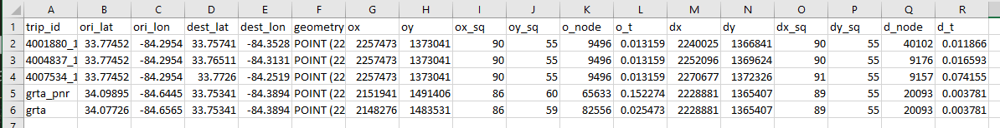 A B C D E F G H I J K L M N O P Q R
1 trip_id ori_lat ori_lon dest_lat dest_lon geometry ox oy ox_sq oy_sq o_node o_t dx dy dx_sq dy_sq d_node d_t
2 4001880_1 33.77452 -84.2954 33.75741 -84.3528 POINT (22 2257473 1373041 90 55 9496 0.013159 2240025 1366841 90 55 40102 0.011866
3 4004837_1 33.77452 -84.2954 33.76511 -84.3131 POINT (22 2257473 1373041 90 55 9496 0.013159 2252096 1369624 90 55 9176 0.016593
4 4007534_1 33.77452 -84.2954 33.7726 -84.2519 POINT (22 2257473 1373041 90 55 9496 0.013159 2270677 1372326 91 55 9157 0.074155
5 grta_pnr 34.09895 -84.6445 33.75341 -84.3894 POINT (22 2151941 1491406 86 60 65633 0.152274 2228881 1365407 89 55 20093 0.003781
6 grta 34.07726 -84.6565 33.75341 -84.3894 POINT (22 2148276 1483531 86 59 82556 0.025473 2228881 1365407 89 55 20093 0.003781
7